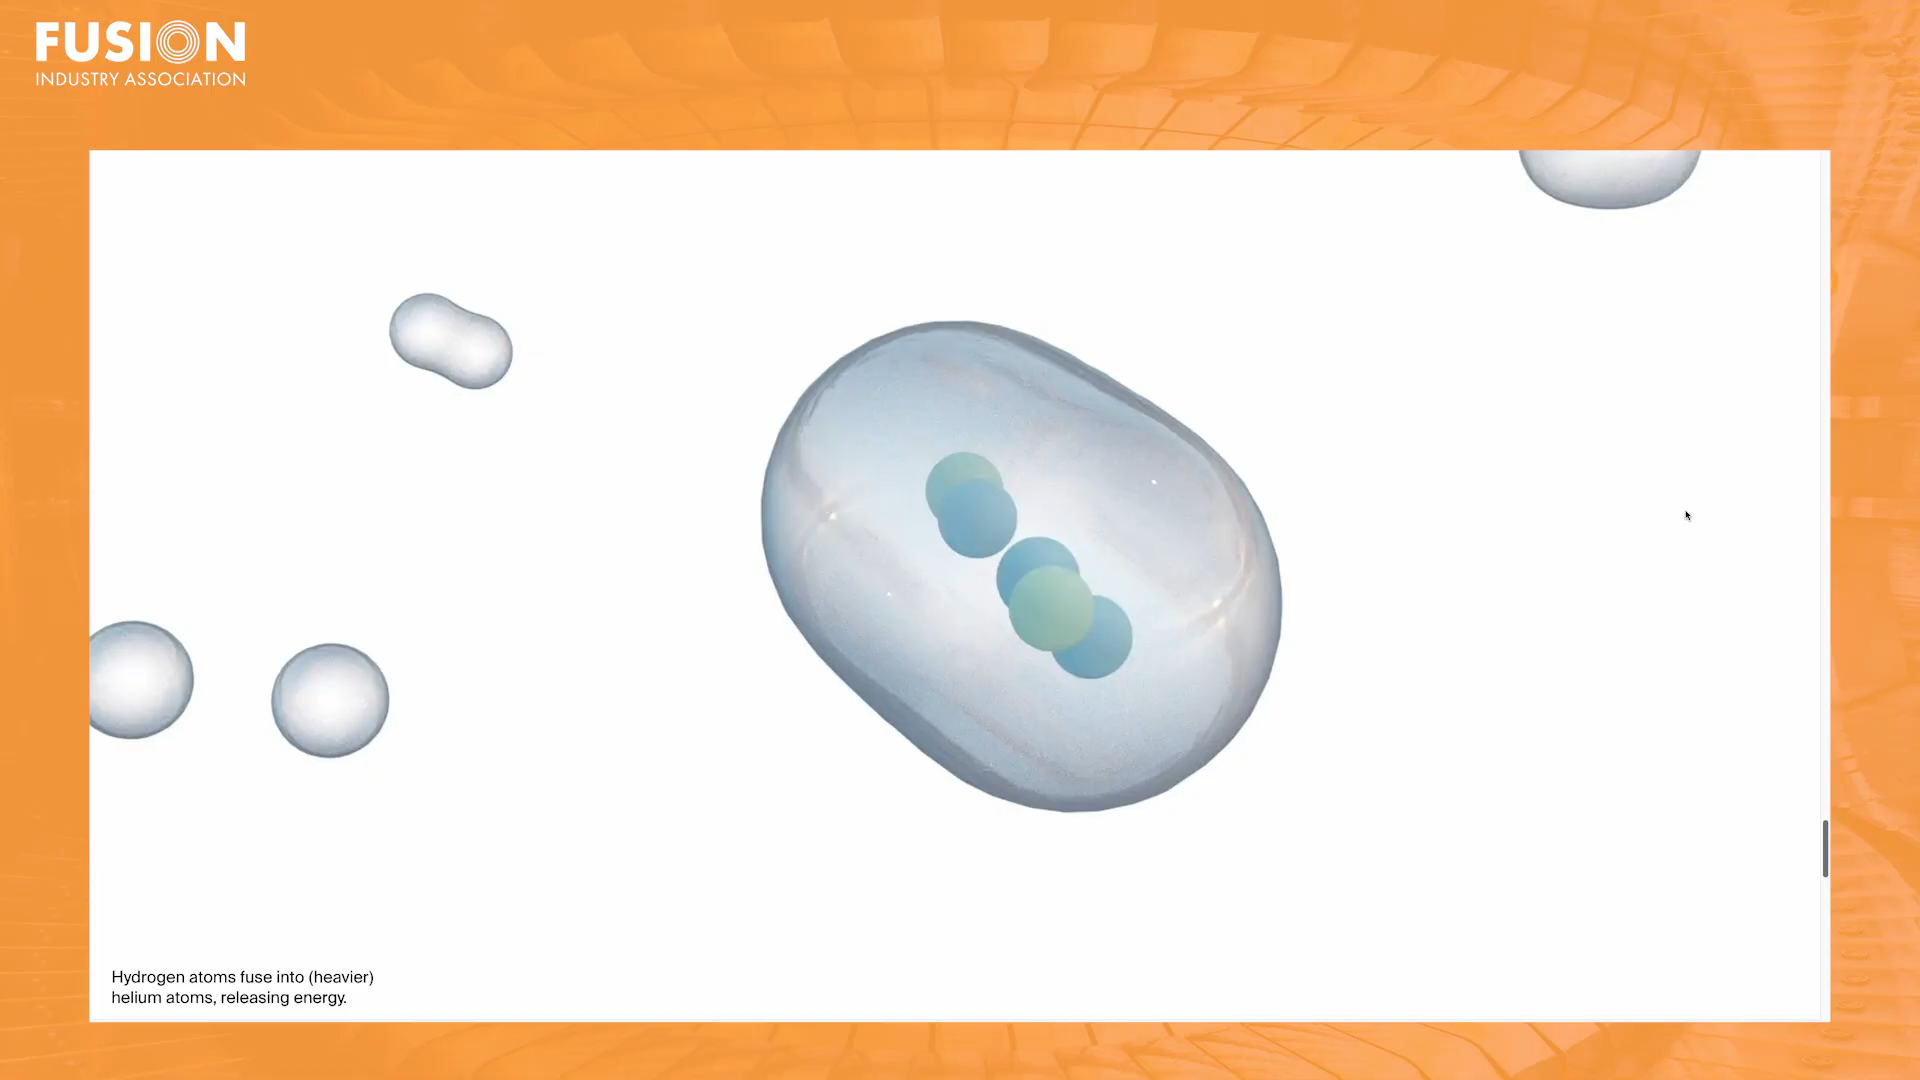 FUSION
INDUSTRY ASSOCIATION
Hydrogen atoms fuse into (heavier)
helium atoms, releasing energy.